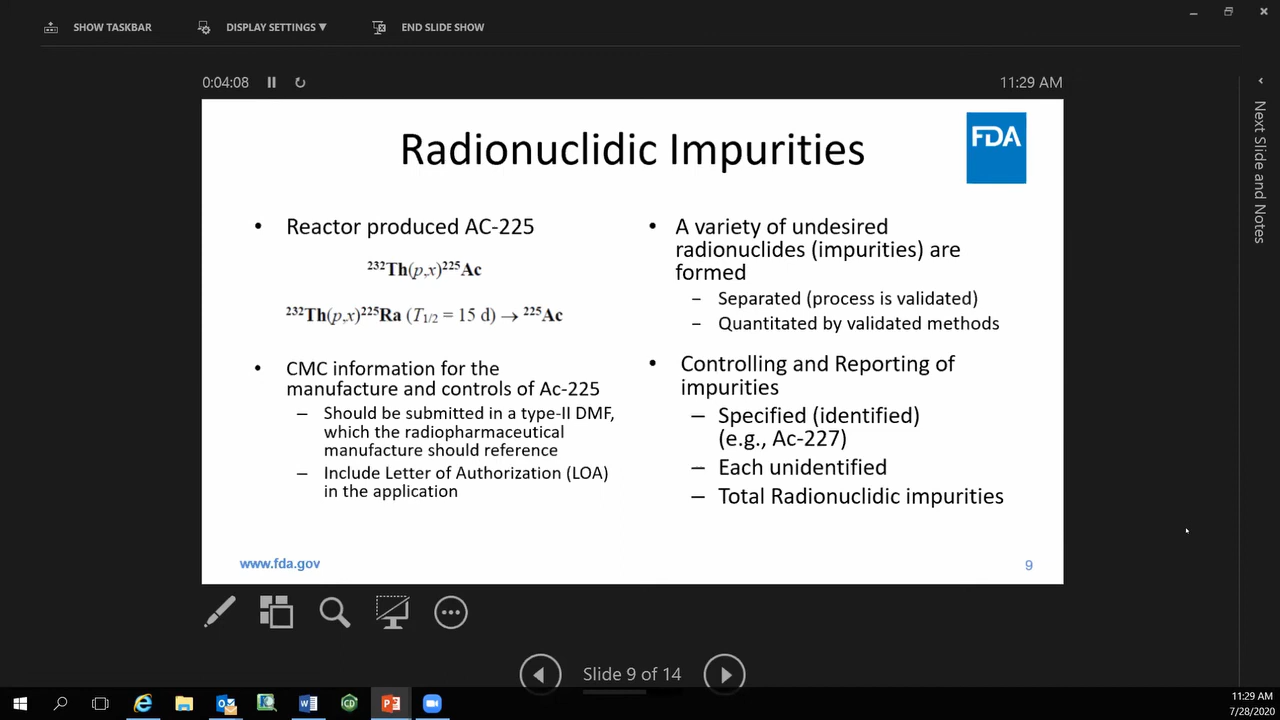 SHOW TASKBAR
DISPLAY SETTINGS ▼
END SLIDE SHOW
0:04:08
11:29 AM
Next Slide and Notes
FDA
Radionuclidic Impurities
• Reactor produced AC-225
²³²Th(p,x)²²⁵Ac
²³²Th(p,x)²²⁵Ra (T₁/₂ = 15 d) → ²²⁵Ac
• CMC information for the
manufacture and controls of Ac-225
– Should be submitted in a type-II DMF,
which the radiopharmaceutical
manufacture should reference
– Include Letter of Authorization (LOA)
in the application
• A variety of undesired
radionuclides (impurities) are
formed
– Separated (process is validated)
– Quantitated by validated methods
• Controlling and Reporting of
impurities
– Specified (identified)
(e.g., Ac-227)
– Each unidentified
– Total Radionuclidic impurities
www.fda.gov
9
Slide 9 of 14
11:29 AM
7/28/2020